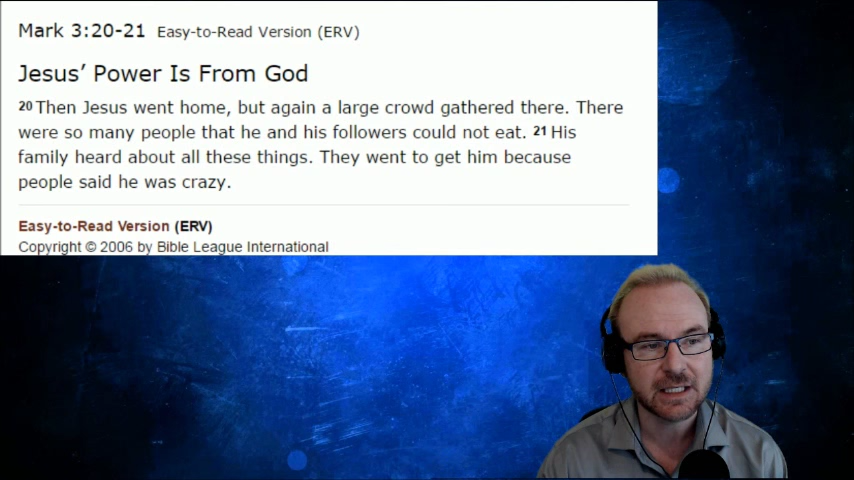 Mark 3:20-21 Easy-to-Read Version (ERV)
Jesus’ Power Is From God
20 Then Jesus went home, but again a large crowd gathered there. There
were so many people that he and his followers could not eat. 21 His
family heard about all these things. They went to get him because
people said he was crazy.
Easy-to-Read Version (ERV)
Copyright © 2006 by Bible League International